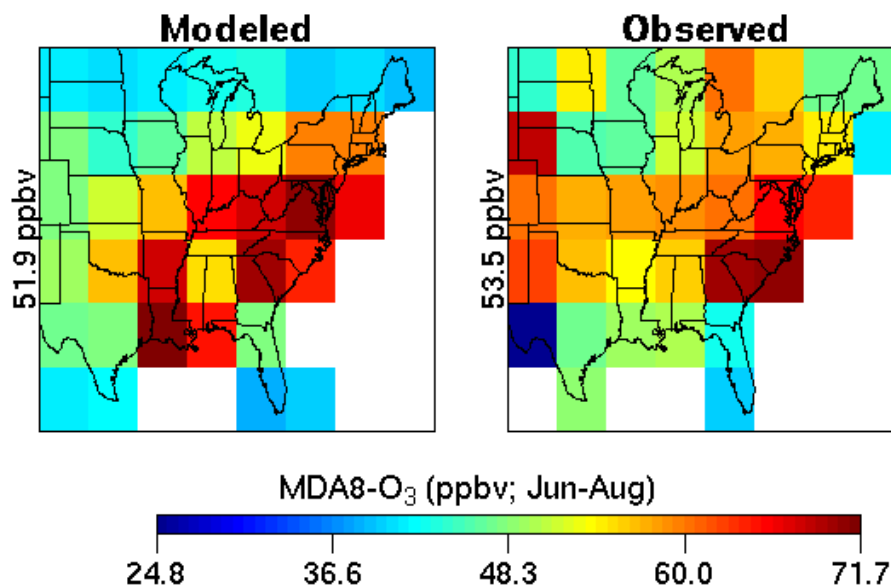 Modeled
Observed
51.9 ppbv
53.5 ppbv
MDA8-O₃ (ppbv; Jun-Aug)
24.8 36.6 48.3 60.0 71.7